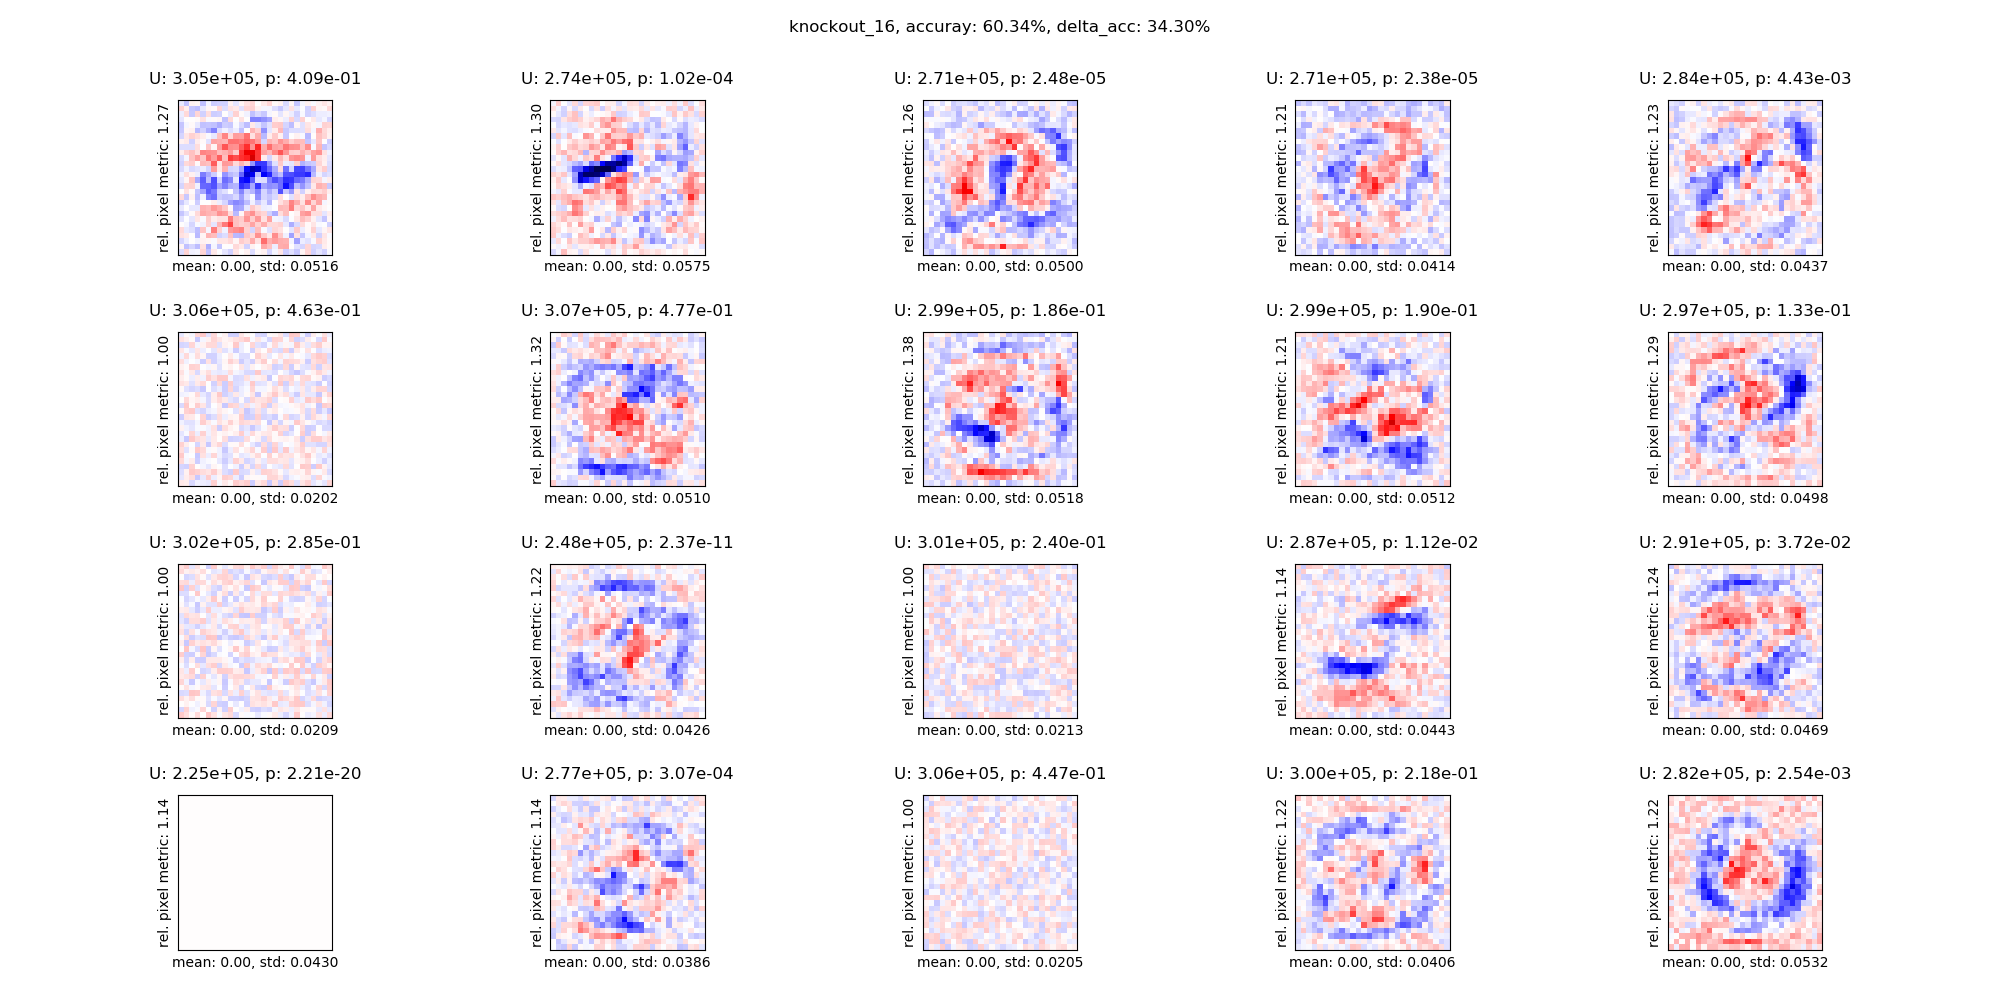 knockout_16, accuray: 60.34%, delta_acc: 34.30%
U: 3.05e+05, p: 4.09e-01
rel. pixel metric: 1.27
mean: 0.00, std: 0.0516
U: 2.74e+05, p: 1.02e-04
rel. pixel metric: 1.30
mean: 0.00, std: 0.0575
U: 2.71e+05, p: 2.48e-05
rel. pixel metric: 1.26
mean: 0.00, std: 0.0500
U: 2.71e+05, p: 2.38e-05
rel. pixel metric: 1.21
mean: 0.00, std: 0.0414
U: 2.84e+05, p: 4.43e-03
rel. pixel metric: 1.23
mean: 0.00, std: 0.0437
U: 3.06e+05, p: 4.63e-01
rel. pixel metric: 1.00
mean: 0.00, std: 0.0202
U: 3.07e+05, p: 4.77e-01
rel. pixel metric: 1.32
mean: 0.00, std: 0.0510
U: 2.99e+05, p: 1.86e-01
rel. pixel metric: 1.38
mean: 0.00, std: 0.0518
U: 2.99e+05, p: 1.90e-01
rel. pixel metric: 1.21
mean: 0.00, std: 0.0512
U: 2.97e+05, p: 1.33e-01
rel. pixel metric: 1.29
mean: 0.00, std: 0.0498
U: 3.02e+05, p: 2.85e-01
rel. pixel metric: 1.00
mean: 0.00, std: 0.0209
U: 2.48e+05, p: 2.37e-11
rel. pixel metric: 1.22
mean: 0.00, std: 0.0426
U: 3.01e+05, p: 2.40e-01
rel. pixel metric: 1.00
mean: 0.00, std: 0.0213
U: 2.87e+05, p: 1.12e-02
rel. pixel metric: 1.14
mean: 0.00, std: 0.0443
U: 2.91e+05, p: 3.72e-02
rel. pixel metric: 1.24
mean: 0.00, std: 0.0469
U: 2.25e+05, p: 2.21e-20
rel. pixel metric: 1.14
mean: 0.00, std: 0.0430
U: 2.77e+05, p: 3.07e-04
rel. pixel metric: 1.14
mean: 0.00, std: 0.0386
U: 3.06e+05, p: 4.47e-01
rel. pixel metric: 1.00
mean: 0.00, std: 0.0205
U: 3.00e+05, p: 2.18e-01
rel. pixel metric: 1.22
mean: 0.00, std: 0.0406
U: 2.82e+05, p: 2.54e-03
rel. pixel metric: 1.22
mean: 0.00, std: 0.0532